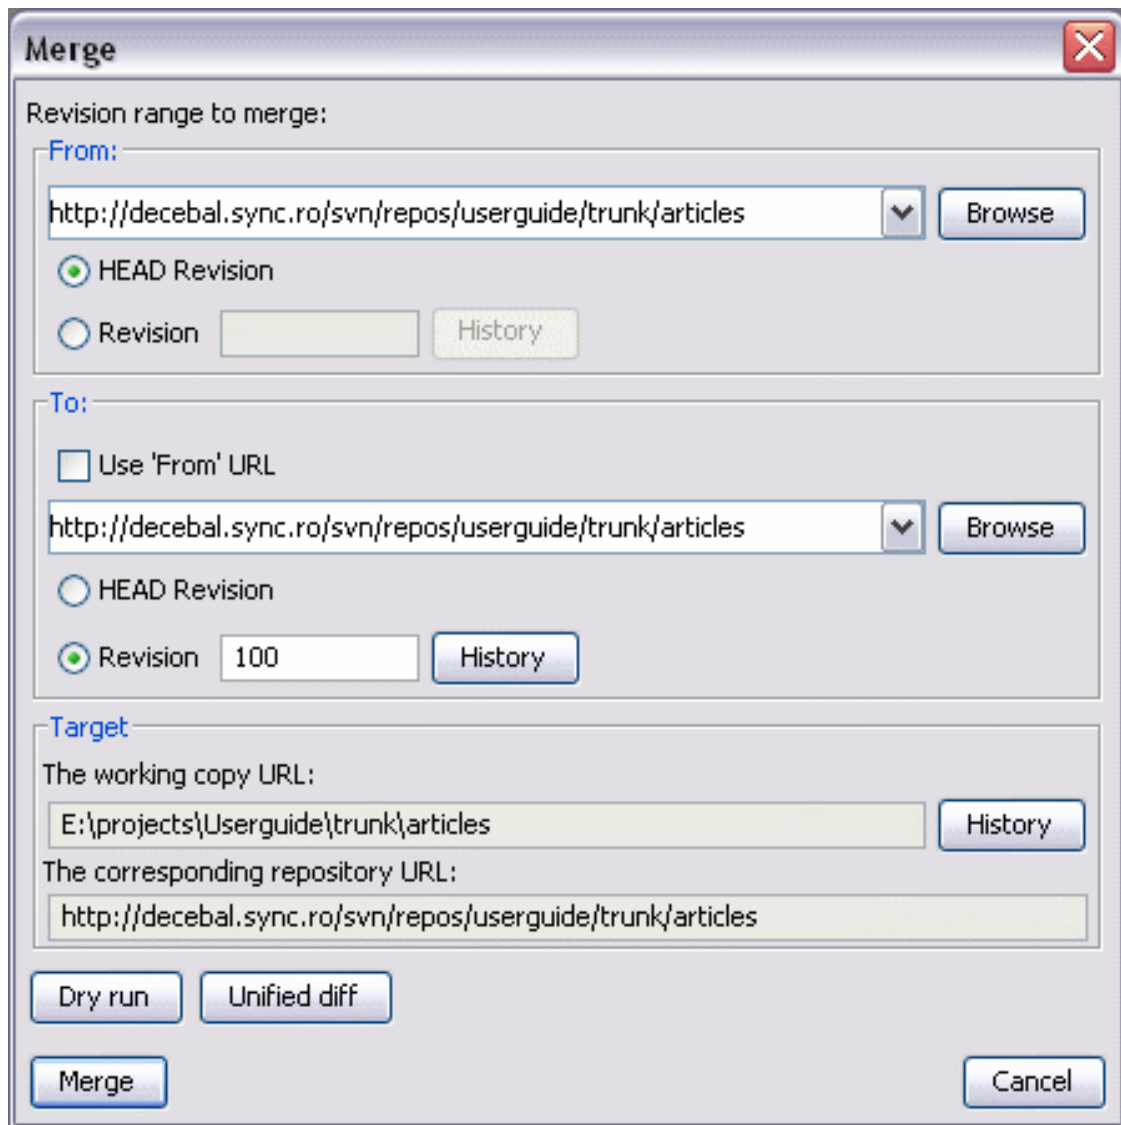 Merge
Revision range to merge:
From:
http://decebal.sync.ro/svn/repos/userguide/trunk/articles Browse
HEAD Revision
Revision History
To:
Use 'From' URL
http://decebal.sync.ro/svn/repos/userguide/trunk/articles Browse
HEAD Revision
Revision 100 History
Target
The working copy URL:
E:\projects\Userguide\trunk\articles History
The corresponding repository URL:
http://decebal.sync.ro/svn/repos/userguide/trunk/articles
Dry run Unified diff
Merge Cancel